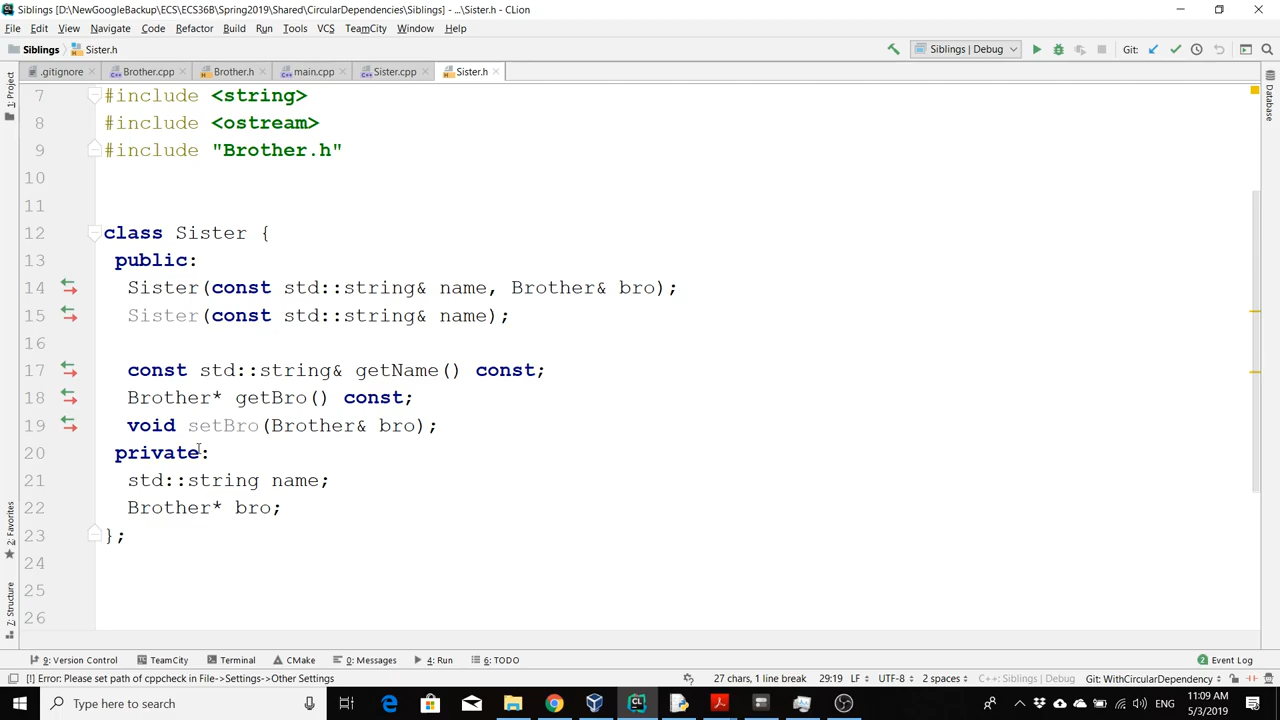 Siblings [D:\NewGoogleBackup\ECS\ECS36B\Spring2019\Shared\CircularDependencies\Siblings] - ...\Sister.h - CLion
File Edit View Navigate Code Refactor Build Run Tools VCS TeamCity Window Help
Siblings Sister.h Siblings | Debug Git:
.gitignore Brother.cpp Brother.h main.cpp Sister.cpp Sister.h
1: Project
Database
7 #include <string>
8 #include <ostream>
9 #include "Brother.h"
10
11
12 class Sister {
13 public:
14 Sister(const std::string& name, Brother& bro);
15 Sister(const std::string& name);
16
17 const std::string& getName() const;
18 Brother* getBro() const;
19 void setBro(Brother& bro);
20 private:
21 std::string name;
22 Brother* bro;
23 };
24
25
26
2: Favorites
Z: Structure
9: Version Control TeamCity Terminal CMake 0: Messages 4: Run 6: TODO 2 Event Log
[!] Error: Please set path of cppcheck in File->Settings->Other Settings 27 chars, 1 line break 29:19 LF UTF-8 2 spaces C++: Siblings | Debug Git: WithCircularDependency
Type here to search ENG 11:09 AM
5/3/2019